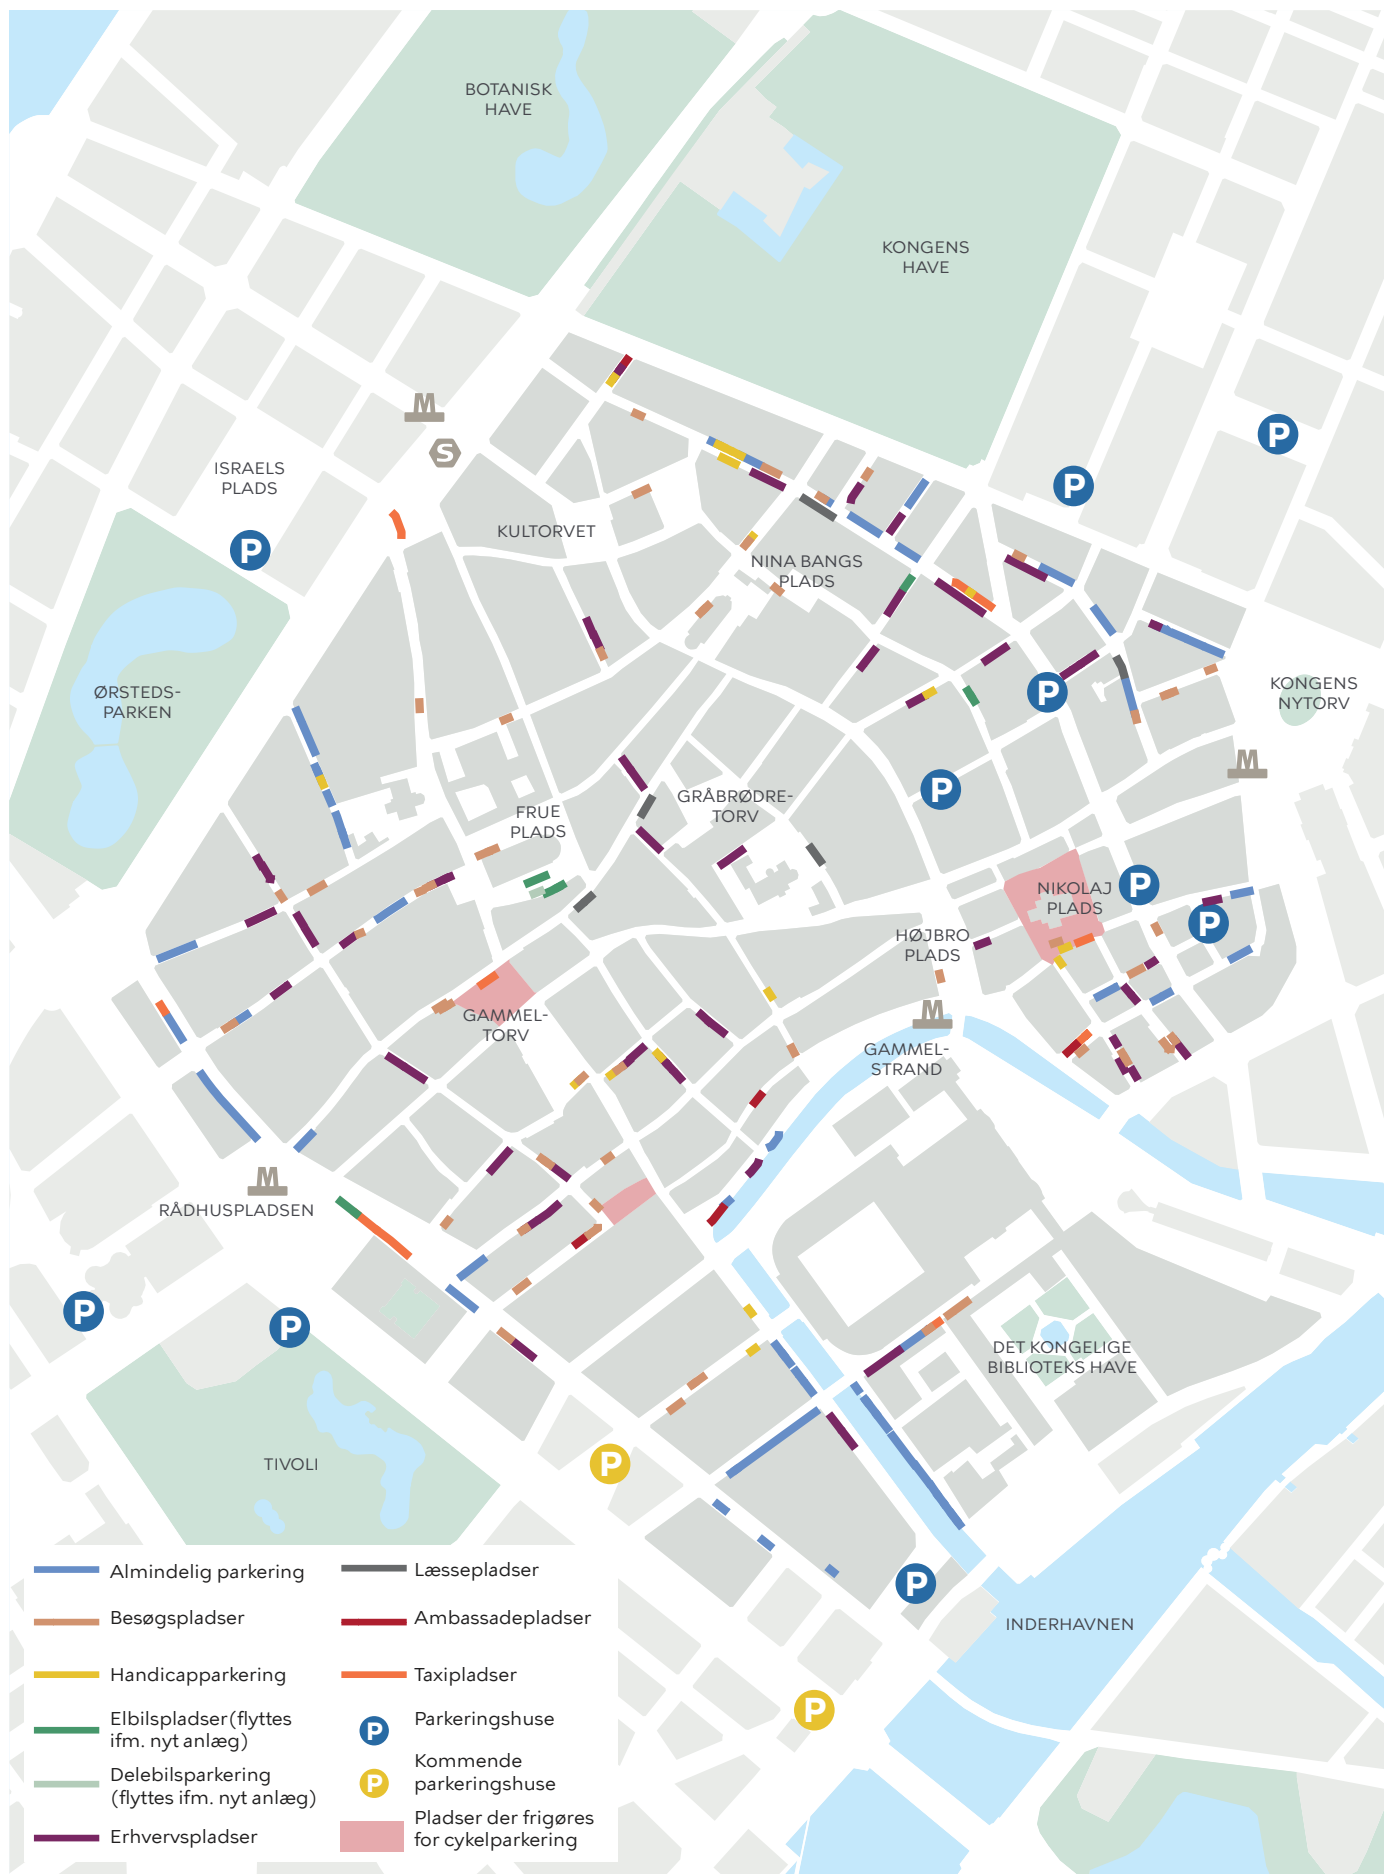 BOTANISK
HAVE
KONGENS
HAVE
M
S
P
P
ISRAELS
PLADS
P
KULTORVET
NINA BANGS
PLADS
ØRSTEDS-
PARKEN
P
KONGENS
NYTORV
M
P
GRÅBRØDRE-
TORV
FRUE
PLADS
NIKOLAJ
PLADS
P
P
HØJBRO
PLADS
GAMMEL-
TORV
M
GAMMEL-
STRAND
M
RÅDHUSPLADSEN
P
P
DET KONGELIGE
BIBLIOTEKS HAVE
TIVOLI
P
P
INDERHAVNEN
P
Almindelig parkering
Besøgspladser
Handicapparkering
Elbilspladser(flyttes
ifm. nyt anlæg)
Delebilsparkering
(flyttes ifm. nyt anlæg)
Erhvervspladser
Læssepladser
Ambassadepladser
Taxipladser
P Parkeringshuse
P Kommende
parkeringshuse
Pladser der frigøres
for cykelparkering